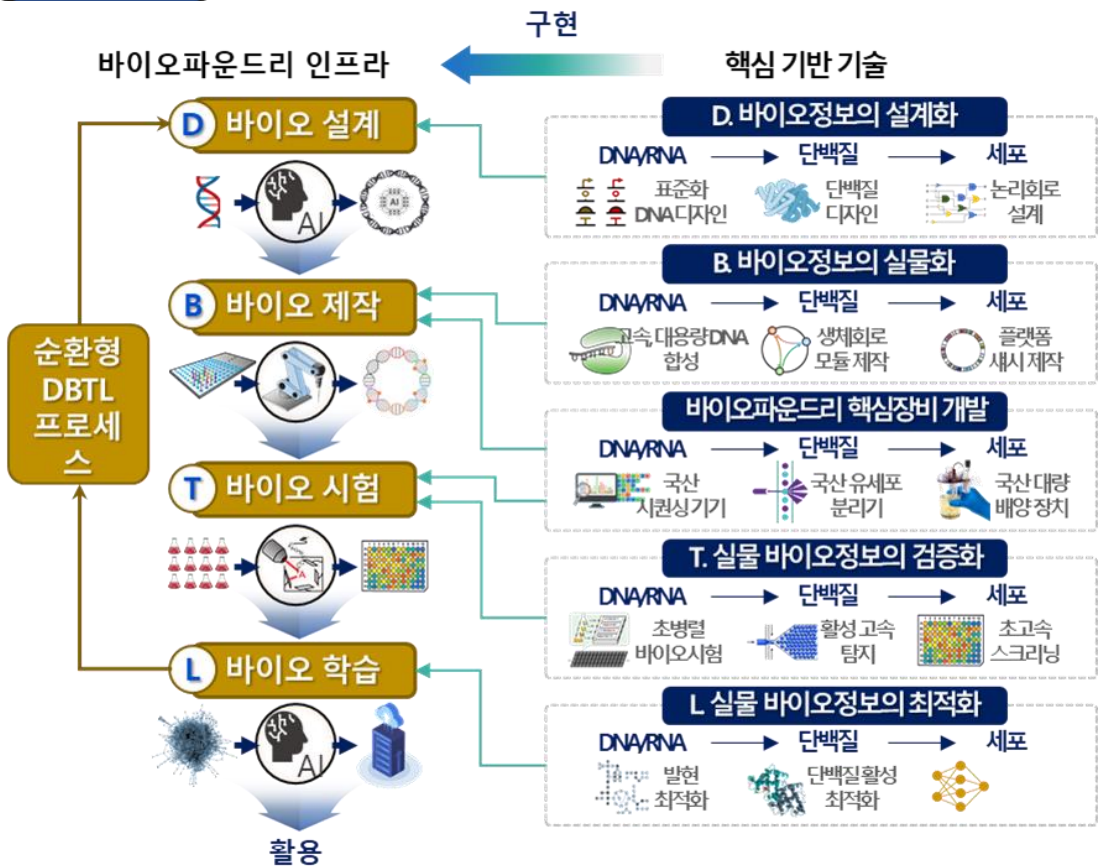 구현
바이오파운드리 인프라
핵심 기반 기술
D 바이오 설계
AI
AI
B 바이오 제작
T 바이오 시험
A
L 바이오 학습
AI
활용
순환형
DBTL
프로세
스
D. 바이오정보의 설계화
DNA/RNA 단백질 세포
표준화
DNA 디자인
단백질
디자인
논리회로
설계
B. 바이오정보의 실물화
DNA/RNA 단백질 세포
고속, 대용량 DNA
합성
생체회로
모듈 제작
플랫폼
섀시 제작
바이오파운드리 핵심장비 개발
DNA/RNA 단백질 세포
국산
시퀀싱 기기
국산 유세포
분리기
국산 대량
배양 장치
T. 실물 바이오정보의 검증화
DNA/RNA 단백질 세포
초병렬
바이오시험
활성 고속
탐지
초고속
스크리닝
L. 실물 바이오정보의 최적화
DNA/RNA 단백질 세포
발현
최적화
단백질 활성
최적화